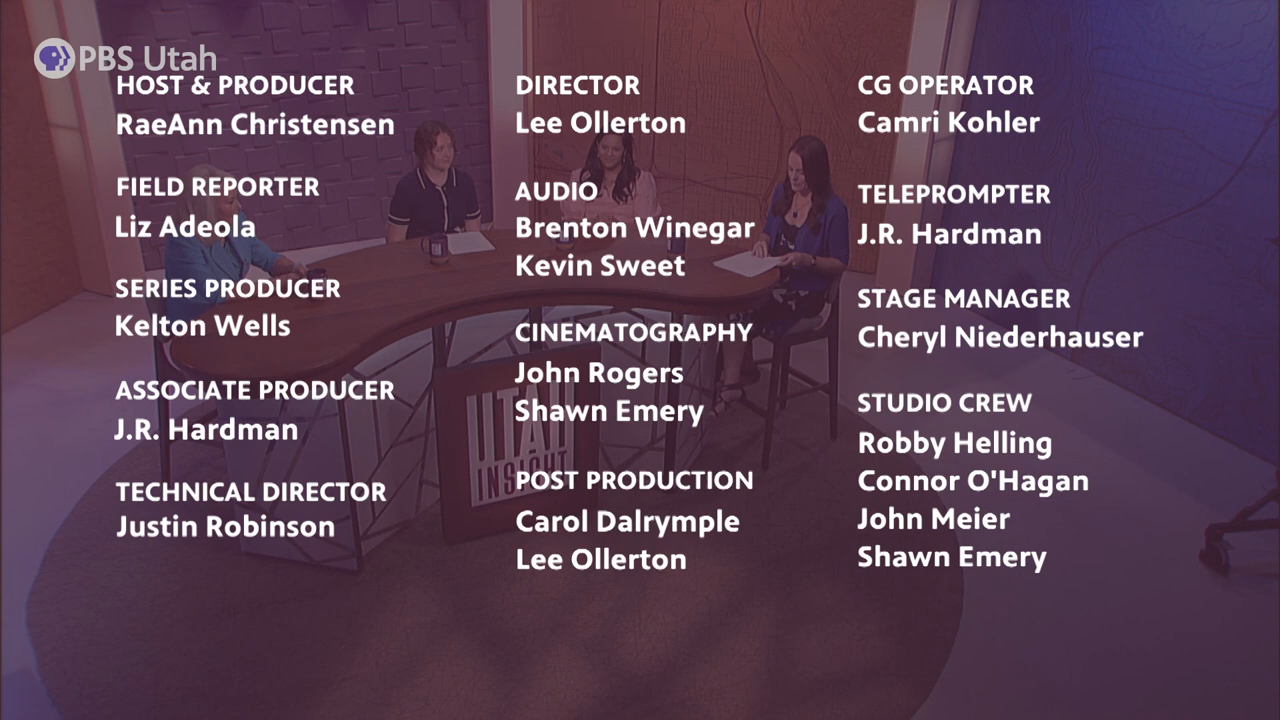 PBS Utah
HOST & PRODUCER
RaeAnn Christensen
FIELD REPORTER
Liz Adeola
SERIES PRODUCER
Kelton Wells
ASSOCIATE PRODUCER
J.R. Hardman
TECHNICAL DIRECTOR
Justin Robinson
DIRECTOR
Lee Ollerton
AUDIO
Brenton Winegar
Kevin Sweet
CINEMATOGRAPHY
John Rogers
Shawn Emery
POST PRODUCTION
Carol Dalrymple
Lee Ollerton
CG OPERATOR
Camri Kohler
TELEPROMPTER
J.R. Hardman
STAGE MANAGER
Cheryl Niederhauser
STUDIO CREW
Robby Helling
Connor O'Hagan
John Meier
Shawn Emery
UTAH
INSIGHT